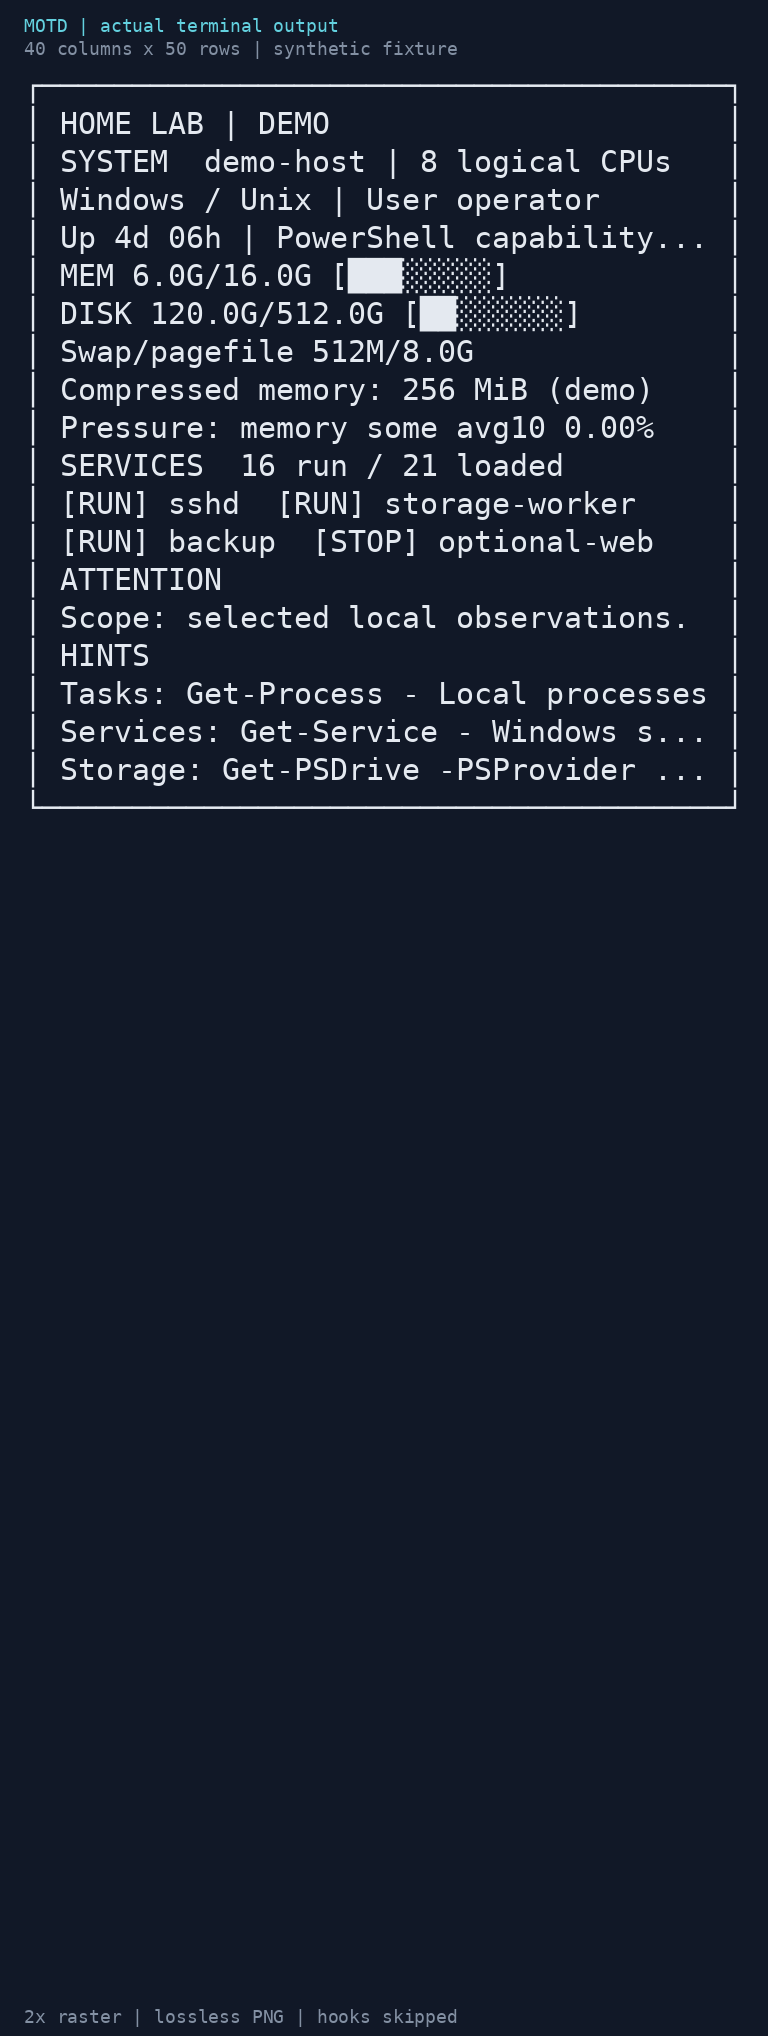 MOTD | actual terminal output
40 columns x 50 rows | synthetic fixture
HOME LAB | DEMO
SYSTEM  demo-host | 8 logical CPUs
Windows / Unix | User operator
Up 4d 06h | PowerShell capability...
MEM 6.0G/16.0G [███░░░░░]
DISK 120.0G/512.0G [██░░░░░░]
Swap/pagefile 512M/8.0G
Compressed memory: 256 MiB (demo)
Pressure: memory some avg10 0.00%
SERVICES  16 run / 21 loaded
[RUN] sshd  [RUN] storage-worker
[RUN] backup  [STOP] optional-web
ATTENTION
Scope: selected local observations.
HINTS
Tasks: Get-Process - Local processes
Services: Get-Service - Windows s...
Storage: Get-PSDrive -PSProvider ...
2x raster | lossless PNG | hooks skipped